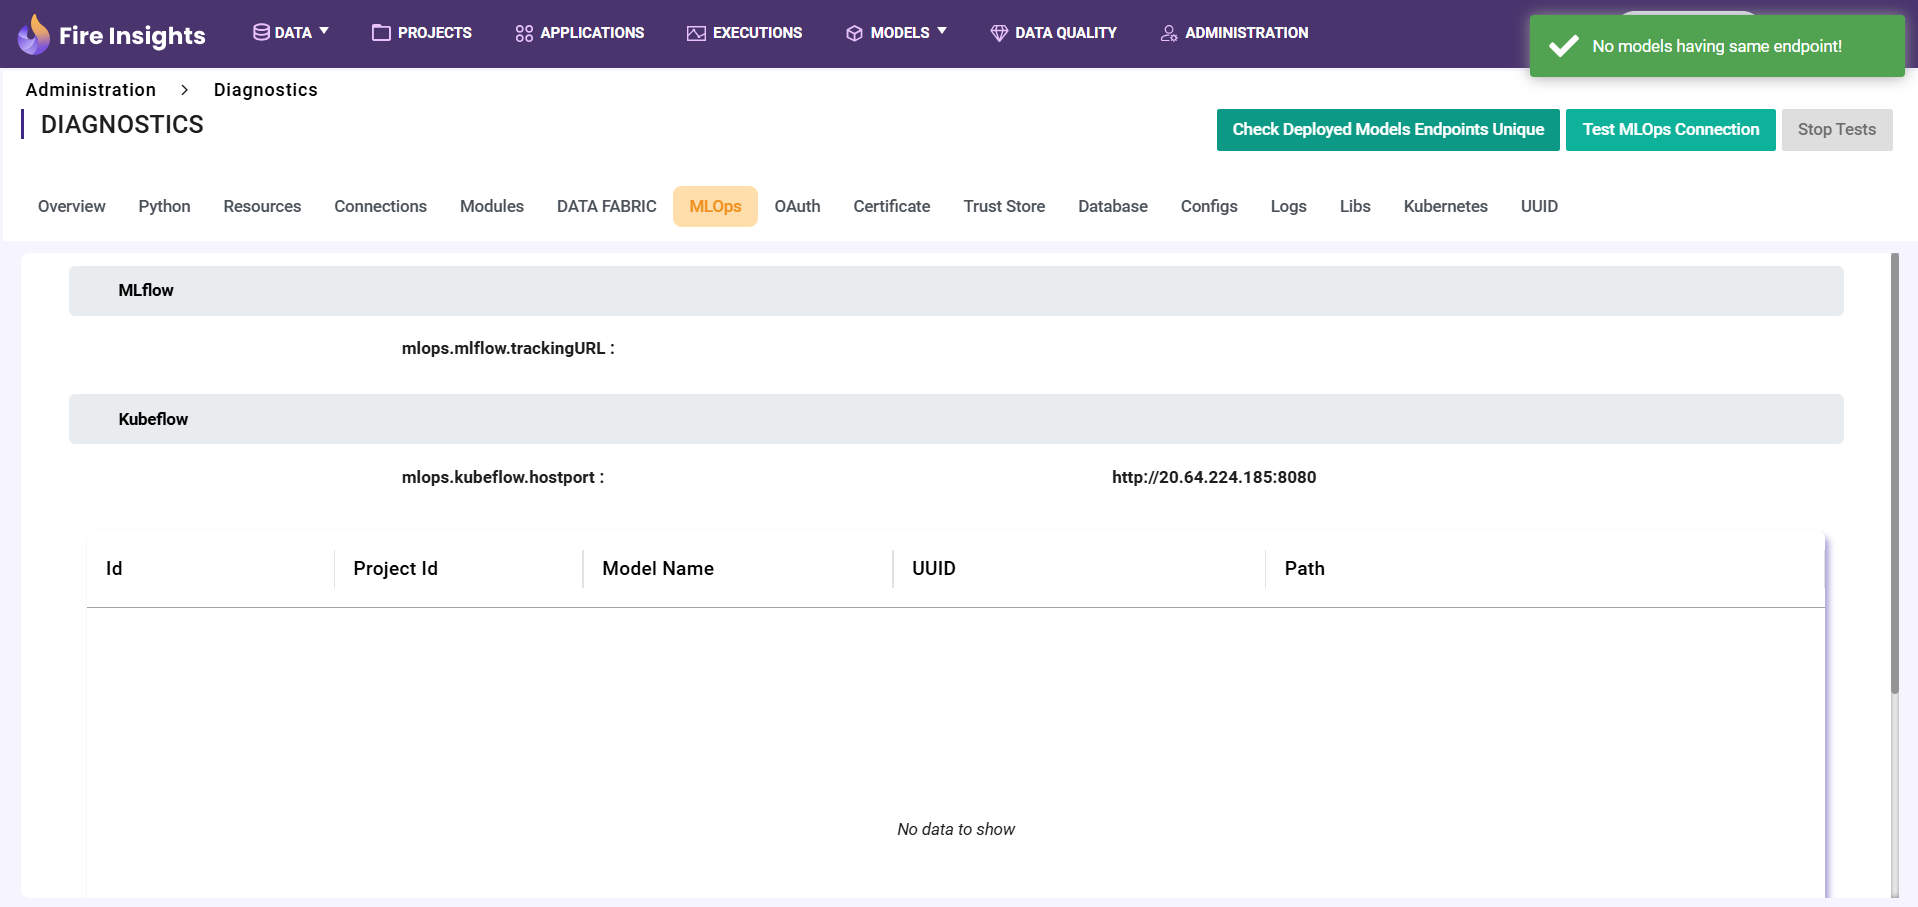 Fire Insights
DATA
PROJECTS
APPLICATIONS
EXECUTIONS
MODELS
DATA QUALITY
ADMINISTRATION
No models having same endpoint!
Administration > Diagnostics
DIAGNOSTICS
Check Deployed Models Endpoints Unique
Test MLOps Connection
Stop Tests
Overview
Python
Resources
Connections
Modules
DATA FABRIC
MLOps
OAuth
Certificate
Trust Store
Database
Configs
Logs
Libs
Kubernetes
UUID
MLflow
mlops.mlflow.trackingURL :
Kubeflow
mlops.kubeflow.hostport : http://20.64.224.185:8080
Id
Project Id
Model Name
UUID
Path
No data to show